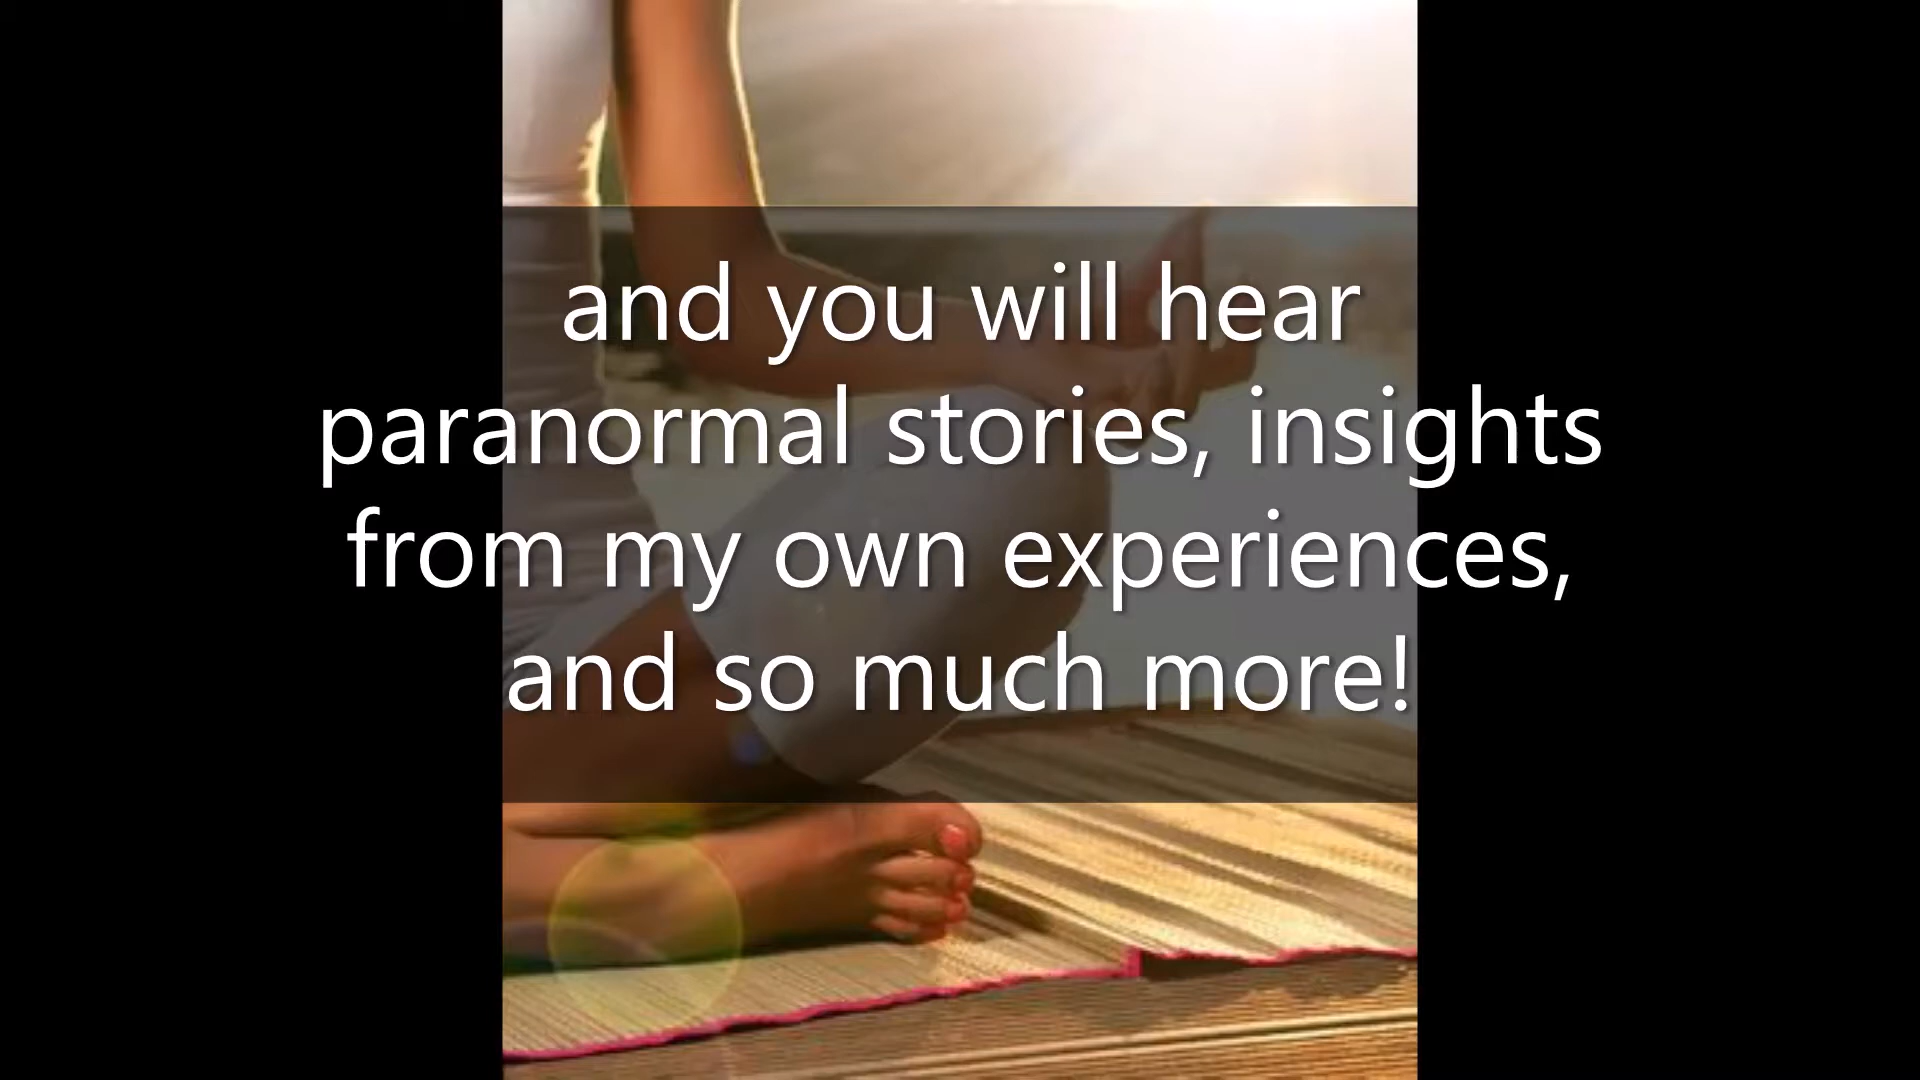 and you will hear
paranormal stories, insights
from my own experiences,
and so much more!